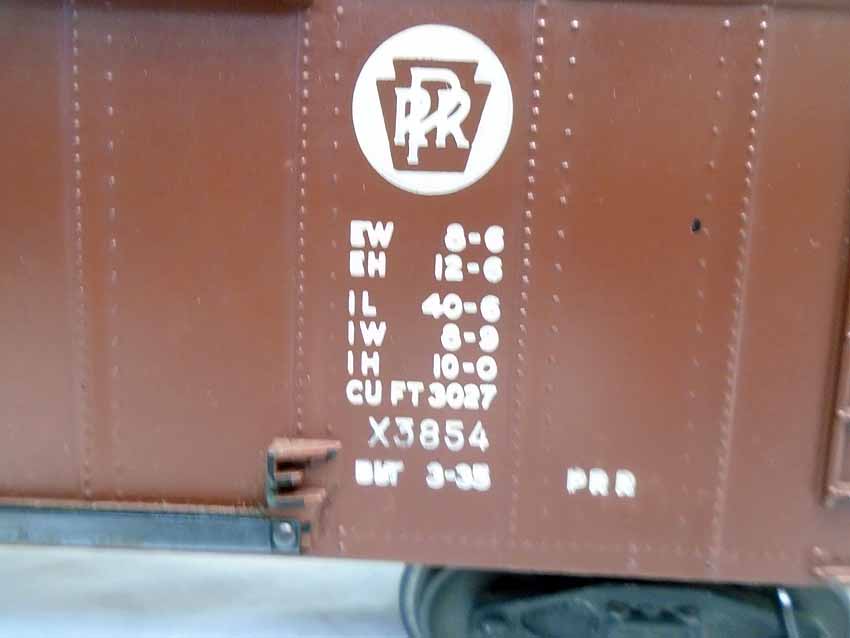 PRR
EW 8-6
EH 12-6
IL 40-6
IW 8-9
IH 10-0
CU FT 3027
X3854
BLT 3-35
PRR